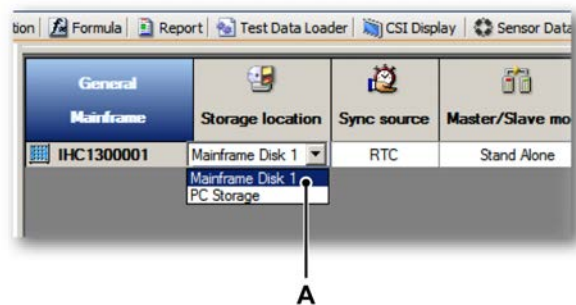 tion Formula Report Test Data Loader CSI Display Sensor Data
General Mainframe Storage location Sync source Master/Slave mo
IHC1300001 Mainframe Disk 1 RTC Stand Alone
Mainframe Disk 1
PC Storage
A